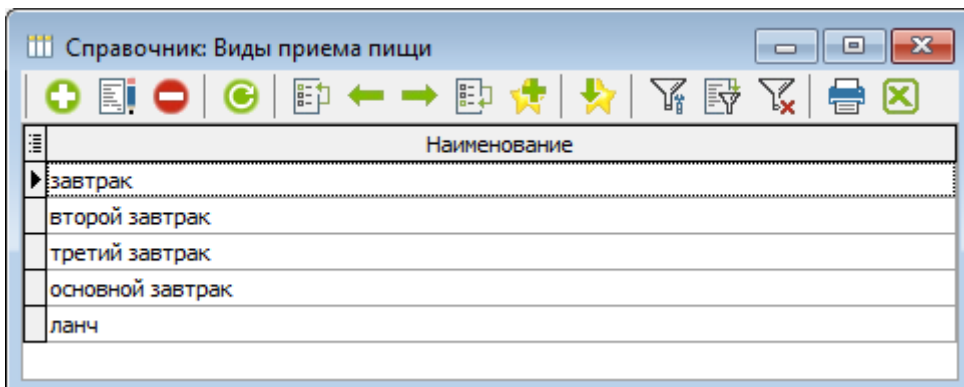 Справочник: Виды приема пищи
Наименование
завтрак
второй завтрак
третий завтрак
основной завтрак
ланч